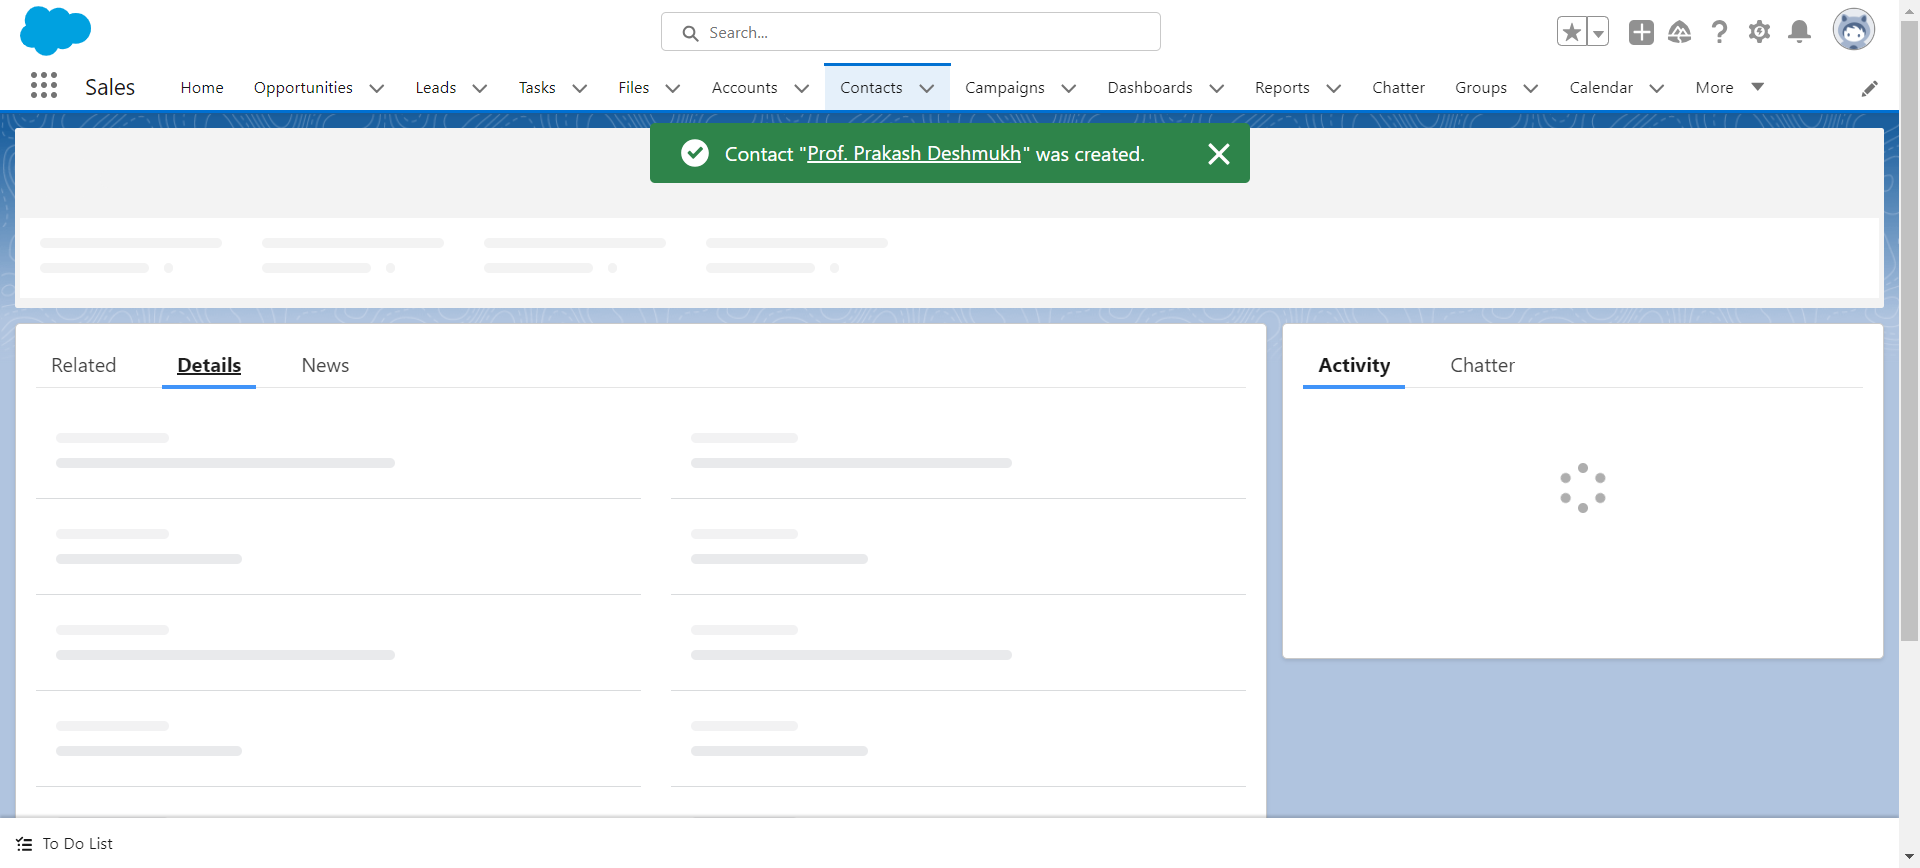 Search...
Sales
Home
Opportunities
Leads
Tasks
Files
Accounts
Contacts
Campaigns
Dashboards
Reports
Chatter
Groups
Calendar
More
Contact "Prof. Prakash Deshmukh" was created.
Related
Details
News
Activity
Chatter
To Do List